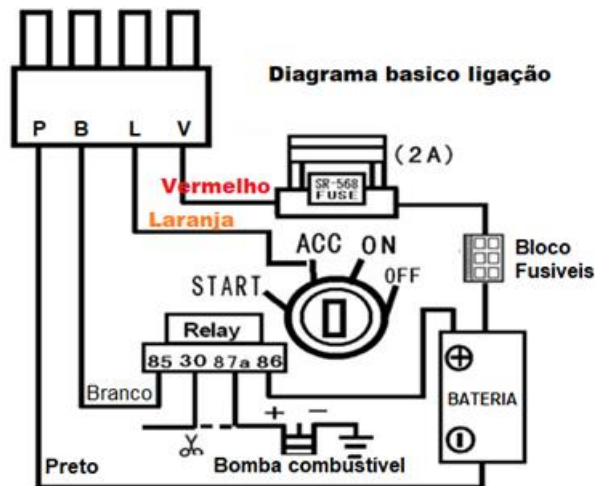 Diagrama basico ligação
P B L V
(2A)
SR-568
FUSE
Vermelho
Laranja
ACC ON
OFF
START
Bloco
Fusiveis
Relay
85 30 87a 86
Branco
+ −
BATERIA
Preto
Bomba combustível